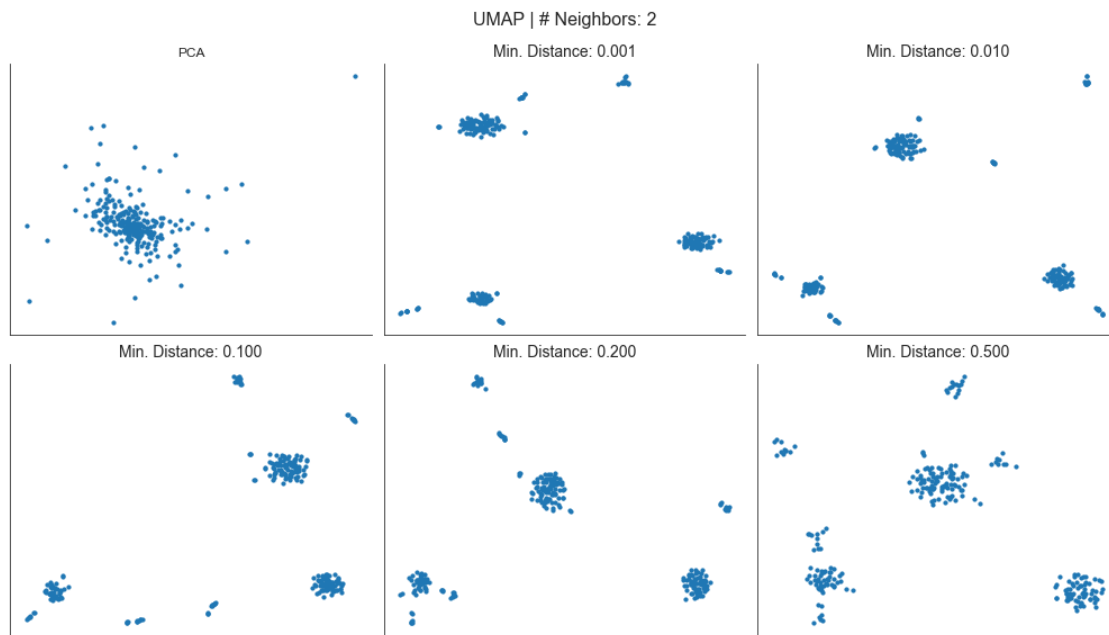 UMAP | # Neighbors: 2
PCA
Min. Distance: 0.001
Min. Distance: 0.010
Min. Distance: 0.100
Min. Distance: 0.200
Min. Distance: 0.500